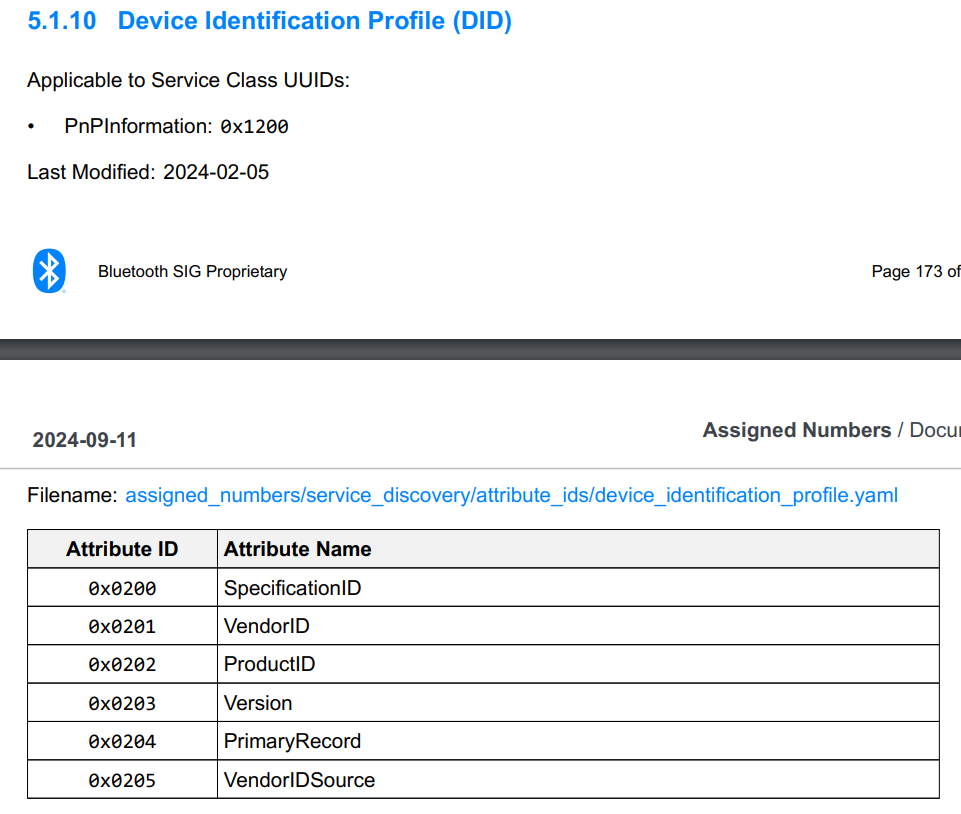 5.1.10 Device Identification Profile (DID)
Applicable to Service Class UUIDs:
• PnPInformation: 0x1200
Last Modified: 2024-02-05
Bluetooth SIG Proprietary Page 173 of
2024-09-11 Assigned Numbers / Docu
Filename: assigned_numbers/service_discovery/attribute_ids/device_identification_profile.yaml
Attribute ID Attribute Name
0x0200 SpecificationID
0x0201 VendorID
0x0202 ProductID
0x0203 Version
0x0204 PrimaryRecord
0x0205 VendorIDSource